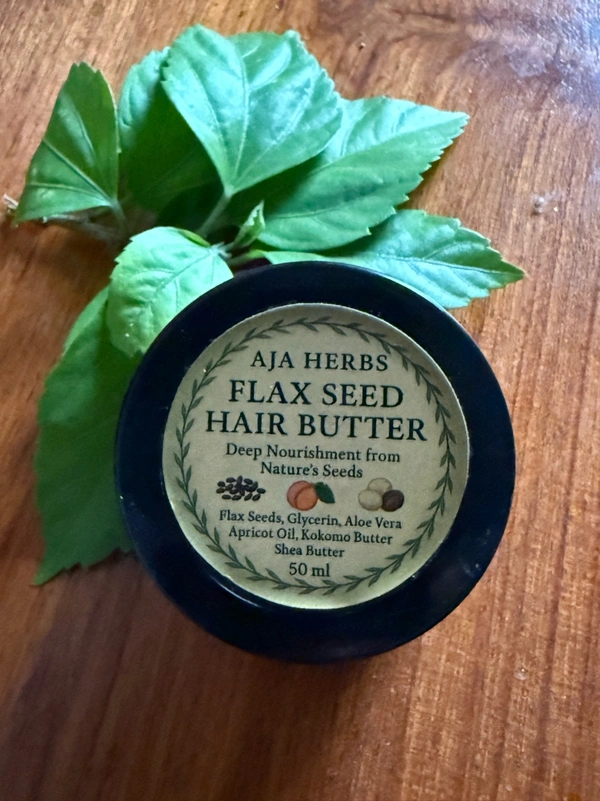 AJA HERBS
FLAX SEED
HAIR BUTTER
Deep Nourishment from
Nature's Seeds
Flax Seeds, Glycerin, Aloe Vera
Apricot Oil, Kokomo Butter
Shea Butter
50 ml